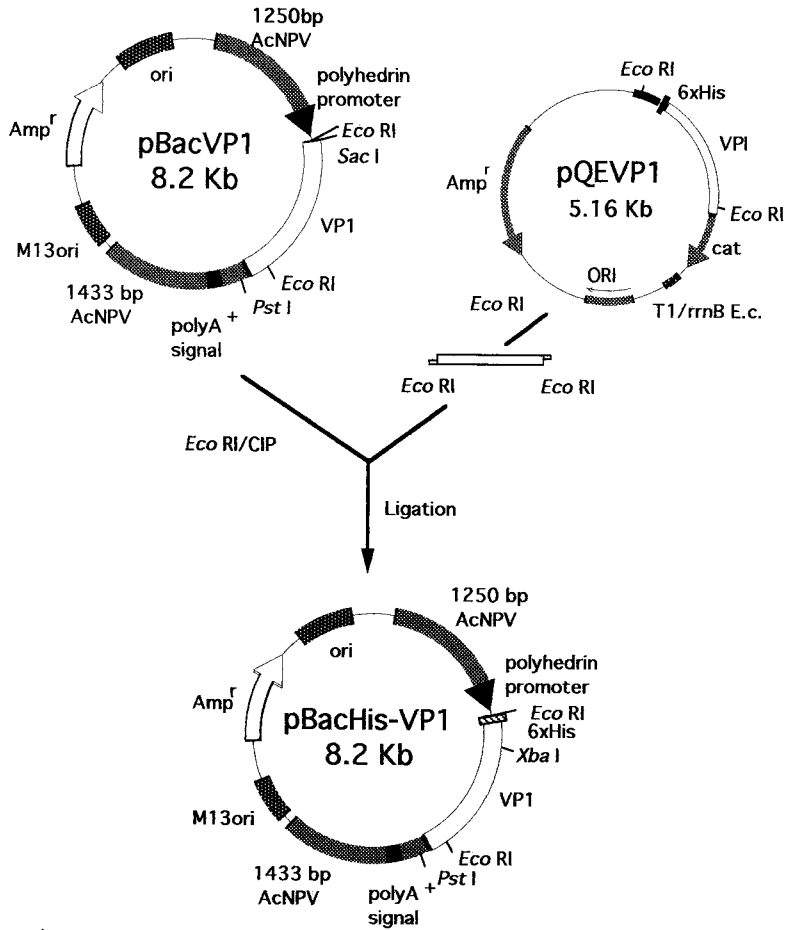 1250bp
AcNPV
ori
polyhedrin
promoter
Amp r
Eco RI
Sac I
pBacVP1
8.2 Kb
VP1
M13ori
Eco RI
1433 bp
AcNPV
Pst I
polyA +
signal
Eco RI
6xHis
VPI
Amp r
pQEVP1
5.16 Kb
Eco RI
cat
ORI
T1/rrnB E.c.
Eco RI
Eco RI
Eco RI
Eco RI/CIP
Ligation
1250 bp
AcNPV
ori
polyhedrin
promoter
Amp r
Eco RI
6xHis
Xba I
pBacHis-VP1
8.2 Kb
VP1
M13ori
Eco RI
1433 bp
AcNPV
Pst I
polyA +
signal